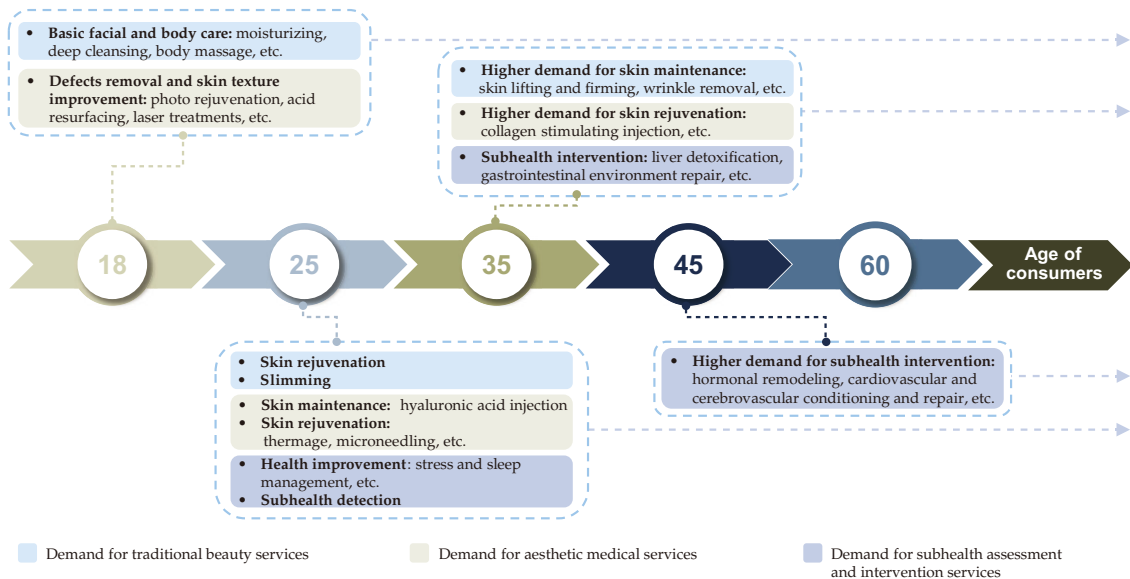 • Basic facial and body care: moisturizing,
deep cleansing, body massage, etc.
• Defects removal and skin texture
improvement: photo rejuvenation, acid
resurfacing, laser treatments, etc.
• Higher demand for skin maintenance:
skin lifting and firming, wrinkle removal, etc.
• Higher demand for skin rejuvenation:
collagen stimulating injection, etc.
• Subhealth intervention: liver detoxification,
gastrointestinal environment repair, etc.
18
25
35
45
60
Age of
consumers
• Skin rejuvenation
• Slimming
• Skin maintenance: hyaluronic acid injection
• Skin rejuvenation:
thermage, microneedling, etc.
• Health improvement: stress and sleep
management, etc.
• Subhealth detection
• Higher demand for subhealth intervention:
hormonal remodeling, cardiovascular and
cerebrovascular conditioning and repair, etc.
Demand for traditional beauty services
Demand for aesthetic medical services
Demand for subhealth assessment
and intervention services